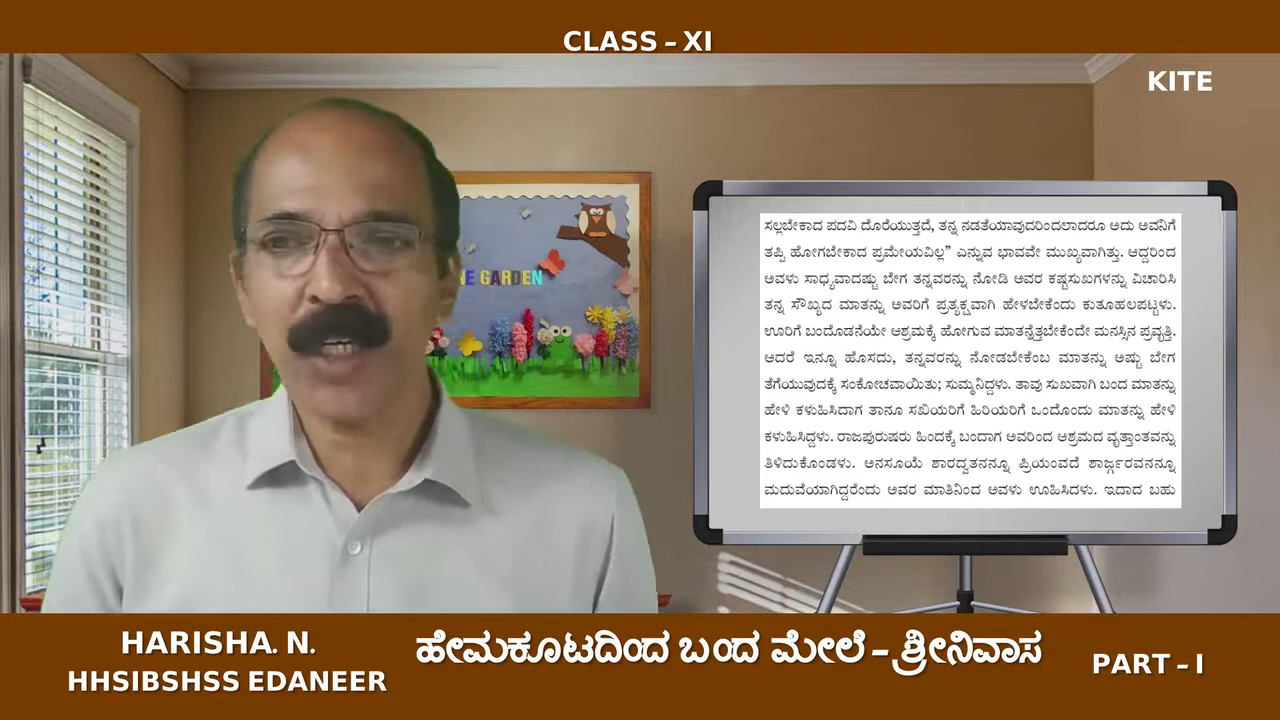 CLASS – XI
KITE
E GARDEN
ಸಲ್ಲಬೇಕಾದ ಪದವಿ ದೊರೆಯುತ್ತದೆ, ತನ್ನ ನಡತೆಯಾವುದರಿಂದಲಾದರೂ ಅದು ಅವನಿಗೆ
ತಪ್ಪಿ ಹೋಗಬೇಕಾದ ಪ್ರಮೇಯವಿಲ್ಲ” ಎನ್ನುವ ಭಾವವೇ ಮುಖ್ಯವಾಗಿತ್ತು. ಆದ್ದರಿಂದ
ಅವಳು ಸಾಧ್ಯವಾದಷ್ಟು ಬೇಗ ತನ್ನವರನ್ನು ನೋಡಿ ಅವರ ಕಷ್ಟಸುಖಗಳನ್ನು ವಿಚಾರಿಸಿ
ತನ್ನ ಸೌಖ್ಯದ ಮಾತನ್ನು ಅವರಿಗೆ ಪ್ರತ್ಯಕ್ಷವಾಗಿ ಹೇಳಬೇಕೆಂದು ಕುತೂಹಲಪಟ್ಟಳು.
ಊರಿಗೆ ಬಂದೊಡನೆಯೇ ಆಶ್ರಮಕ್ಕೆ ಹೋಗುವ ಮಾತನ್ನೆತ್ತಬೇಕೆಂದೇ ಮನಸ್ಸಿನ ಪ್ರವೃತ್ತಿ.
ಆದರೆ ಇನ್ನೂ ಹೊಸದು, ತನ್ನವರನ್ನು ನೋಡಬೇಕೆಂಬ ಮಾತನ್ನು ಅಷ್ಟು ಬೇಗ
ತೆಗೆಯುವುದಕ್ಕೆ ಸಂಕೋಚವಾಯಿತು; ಸುಮ್ಮನಿದ್ದಳು. ತಾವು ಸುಖವಾಗಿ ಬಂದ ಮಾತನ್ನು
ಹೇಳಿ ಕಳುಹಿಸಿದಾಗ ತಾನೂ ಸಖಿಯರಿಗೆ ಹಿರಿಯರಿಗೆ ಒಂದೊಂದು ಮಾತನ್ನು ಹೇಳಿ
ಕಳುಹಿಸಿದ್ದಳು. ರಾಜಪುರುಷರು ಹಿಂದಕ್ಕೆ ಬಂದಾಗ ಅವರಿಂದ ಆಶ್ರಮದ ವೃತ್ತಾಂತವನ್ನು
ತಿಳಿದುಕೊಂಡಳು. ಅನಸೂಯೆ ಶಾರದ್ವತನನ್ನೂ ಪ್ರಿಯಂವದೆ ಶಾರ್ಙ್ಗರವನನ್ನೂ
ಮದುವೆಯಾಗಿದ್ದರೆಂದು ಅವರ ಮಾತಿನಿಂದ ಅವಳು ಊಹಿಸಿದಳು. ಇದಾದ ಬಹು
HARISHA. N.
HHSIBSHSS EDANEER
ಹೇಮಕೂಟದಿಂದ ಬಂದ ಮೇಲೆ – ಶ್ರೀನಿವಾಸ
PART – I